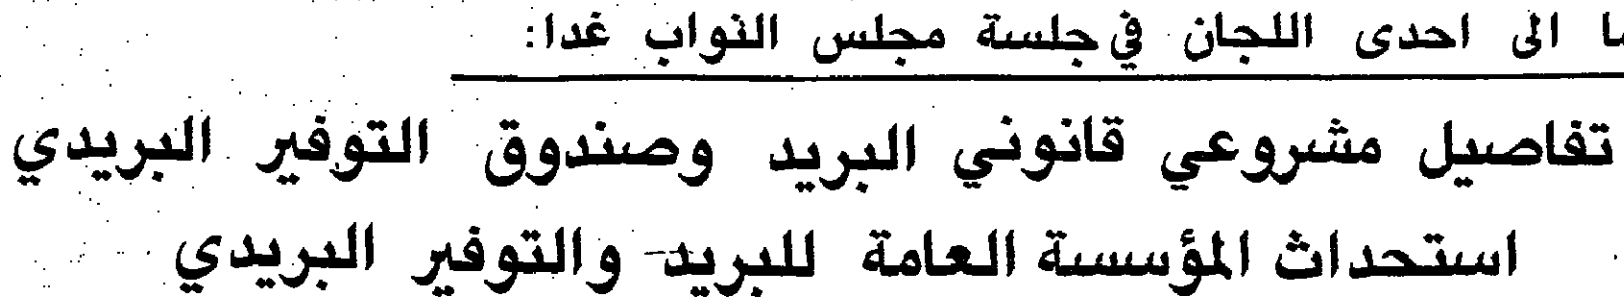 الى احدى اللجان في جلسة مجلس النواب غدا:
تفاصيل مشروعي قانوني البريد وصندوق التوفير البريدي
استحداث المؤسسة العامة للبريد والتوفير البريدي